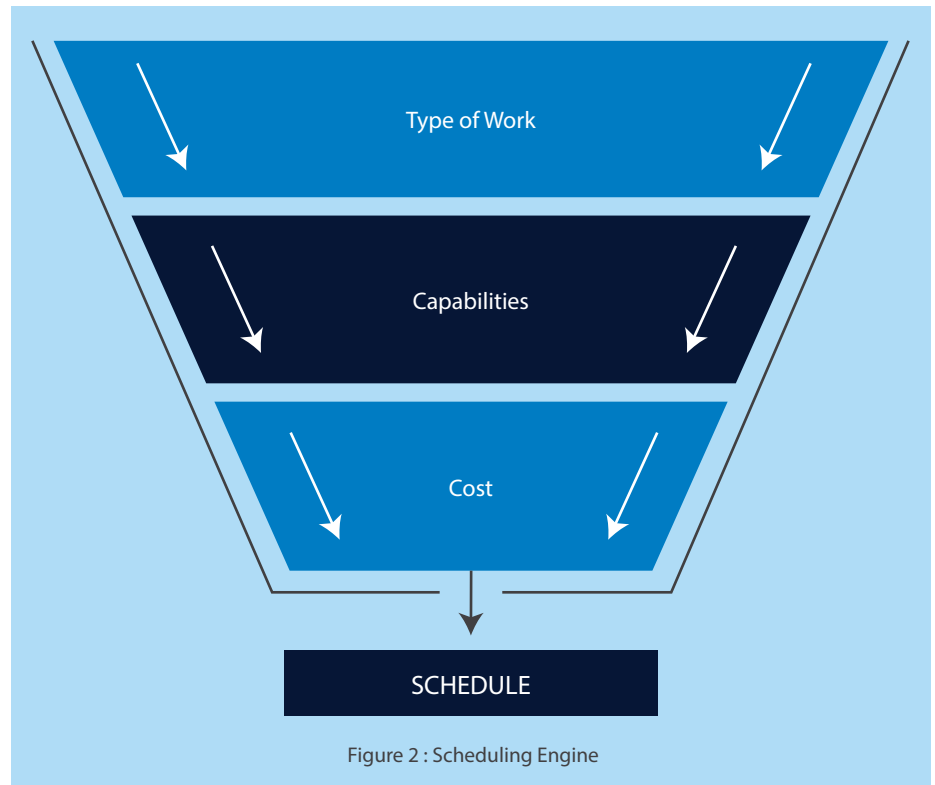 Type of Work
Capabilities
Cost
SCHEDULE
Figure 2 : Scheduling Engine